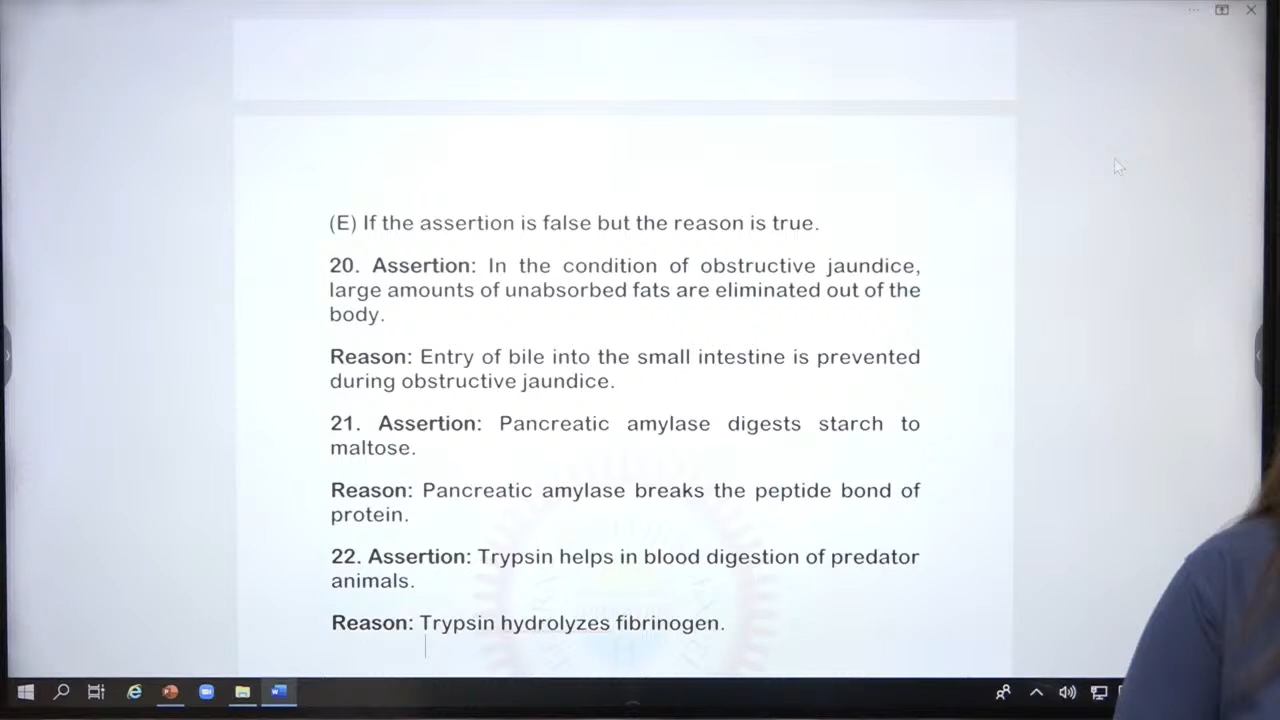 (E) If the assertion is false but the reason is true.
20. Assertion: In the condition of obstructive jaundice,
large amounts of unabsorbed fats are eliminated out of the
body.
Reason: Entry of bile into the small intestine is prevented
during obstructive jaundice.
21. Assertion: Pancreatic amylase digests starch to
maltose.
Reason: Pancreatic amylase breaks the peptide bond of
protein.
22. Assertion: Trypsin helps in blood digestion of predator
animals.
Reason: Trypsin hydrolyzes fibrinogen.